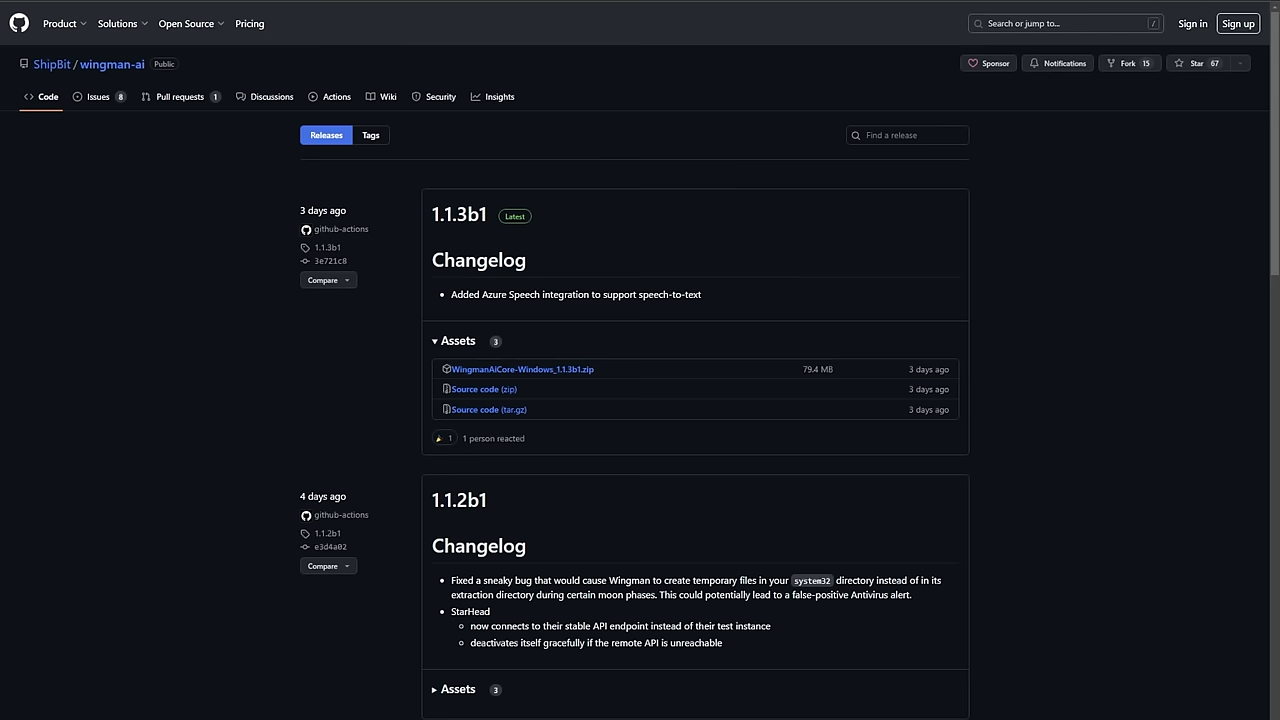 Product Solutions Open Source Pricing Search or jump to... / Sign in Sign up
ShipBit / wingman-ai Public Sponsor Notifications Fork 15 Star 67
Code Issues 8 Pull requests 1 Discussions Actions Wiki Security Insights
Releases Tags Find a release
3 days ago
github-actions
1.1.3b1
3e721c8
Compare
1.1.3b1 Latest
Changelog
Added Azure Speech integration to support speech-to-text
Assets 3
WingmanAiCore-Windows_1.1.3b1.zip 79.4 MB 3 days ago
Source code (zip) 3 days ago
Source code (tar.gz) 3 days ago
1 1 person reacted
4 days ago
github-actions
1.1.2b1
e3d4a02
Compare
1.1.2b1
Changelog
Fixed a sneaky bug that would cause Wingman to create temporary files in your system32 directory instead of in its
extraction directory during certain moon phases. This could potentially lead to a false-positive Antivirus alert.
StarHead
now connects to their stable API endpoint instead of their test instance
deactivates itself gracefully if the remote API is unreachable
Assets 3